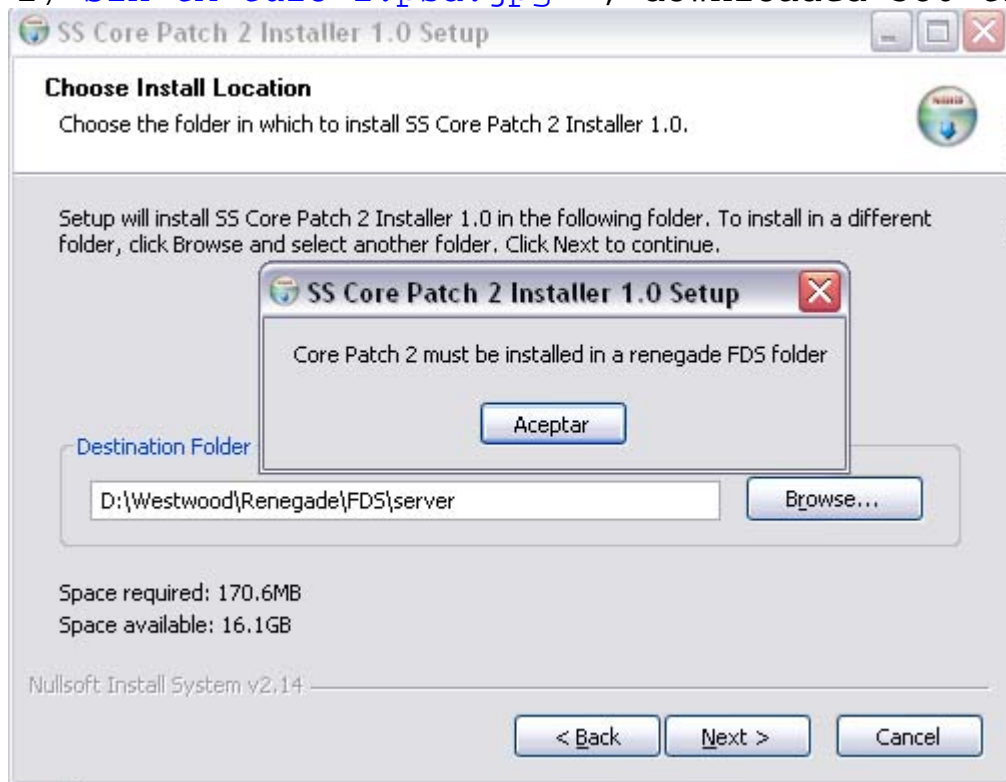 SS Core Patch 2 Installer 1.0 Setup
Choose Install Location
Choose the folder in which to install SS Core Patch 2 Installer 1.0.
Setup will install SS Core Patch 2 Installer 1.0 in the following folder. To install in a different
folder, click Browse and select another folder. Click Next to continue.
SS Core Patch 2 Installer 1.0 Setup
Core Patch 2 must be installed in a renegade FDS folder
Aceptar
Destination Folder
D:\Westwood\Renegade\FDS\server
Browse...
Space required: 170.6MB
Space available: 16.1GB
Nullsoft Install System v2.14
< Back
Next >
Cancel